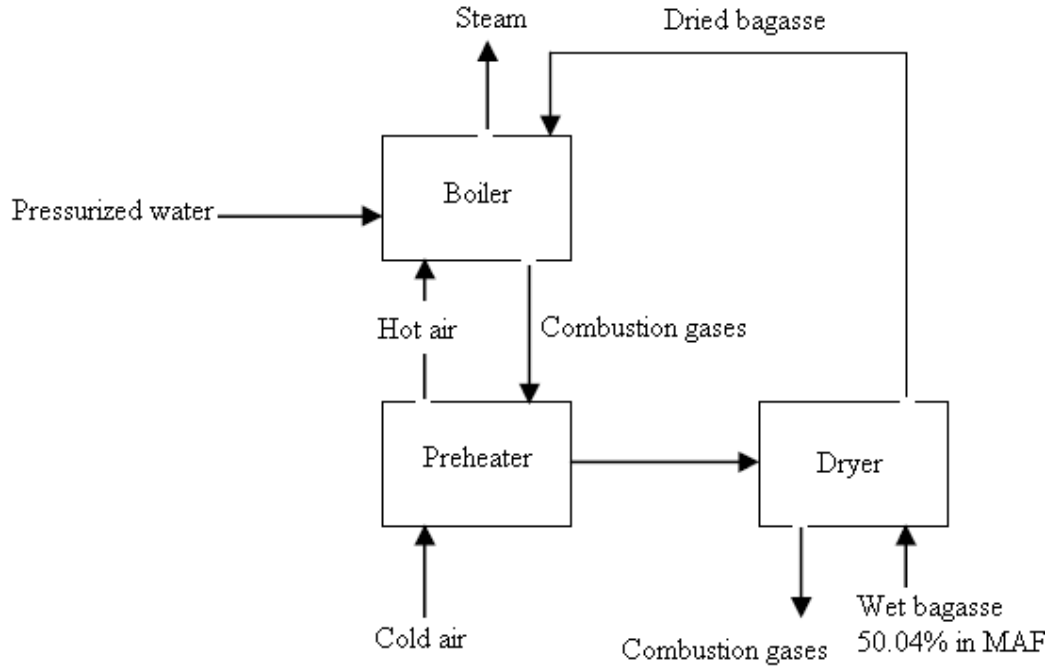 Steam
Dried bagasse
Boiler
Pressurized water
Hot air
Combustion gases
Preheater
Dryer
Cold air
Combustion gases
Wet bagasse
50.04% in MAF